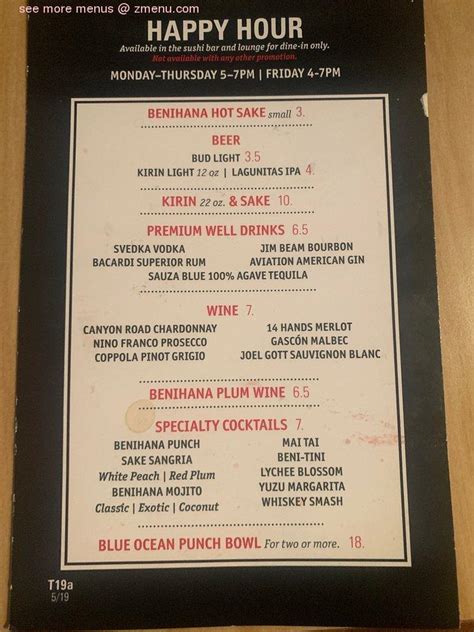 see more menus @ zmenu.com
HAPPY HOUR
Available in the sushi bar and lounge for dine-in only.
Not available with any other promotion.
MONDAY–THURSDAY 5–7PM | FRIDAY 4-7PM
BENIHANA HOT SAKE small 3.
BEER
BUD LIGHT 3.5
KIRIN LIGHT 12 oz | LAGUNITAS IPA 4.
KIRIN 22 oz. & SAKE 10.
PREMIUM WELL DRINKS 6.5
SVEDKA VODKA
BACARDI SUPERIOR RUM
JIM BEAM BOURBON
AVIATION AMERICAN GIN
SAUZA BLUE 100% AGAVE TEQUILA
WINE 7.
CANYON ROAD CHARDONNAY
NINO FRANCO PROSECCO
COPPOLA PINOT GRIGIO
14 HANDS MERLOT
GASCÓN MALBEC
JOEL GOTT SAUVIGNON BLANC
BENIHANA PLUM WINE 6.5
SPECIALTY COCKTAILS 7.
BENIHANA PUNCH
SAKE SANGRIA
White Peach | Red Plum
BENIHANA MOJITO
Classic | Exotic | Coconut
MAI TAI
BENI-TINI
LYCHEE BLOSSOM
YUZU MARGARITA
WHISKEY SMASH
BLUE OCEAN PUNCH BOWL For two or more. 18.
T19a
5/19